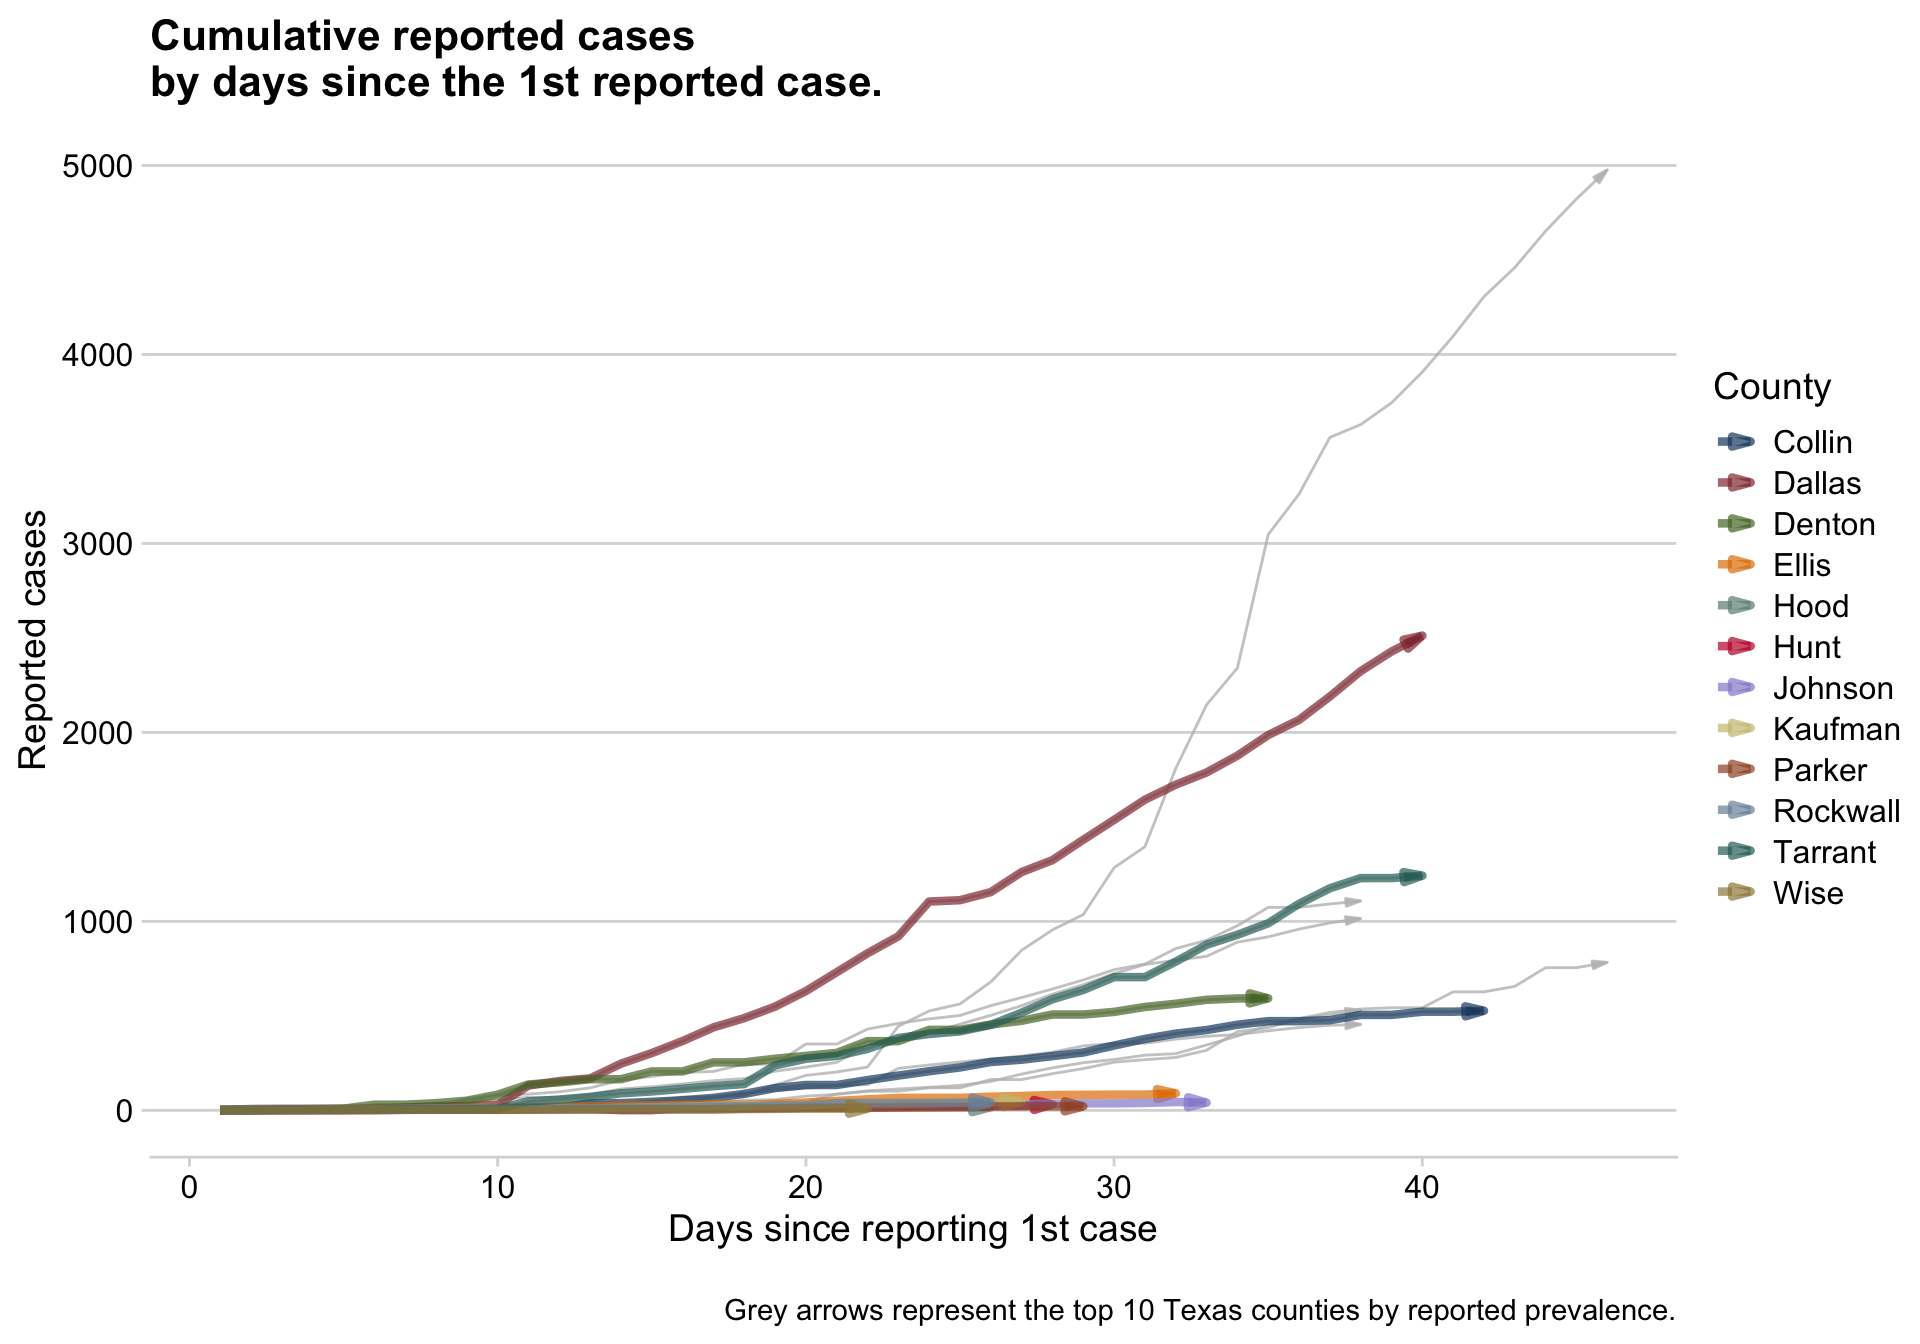 Cumulative reported cases
by days since the 1st reported case.
5000
4000
3000
2000
1000
0
Reported cases
0 10 20 30 40
Days since reporting 1st case
County
Collin
Dallas
Denton
Ellis
Hood
Hunt
Johnson
Kaufman
Parker
Rockwall
Tarrant
Wise
Grey arrows represent the top 10 Texas counties by reported prevalence.